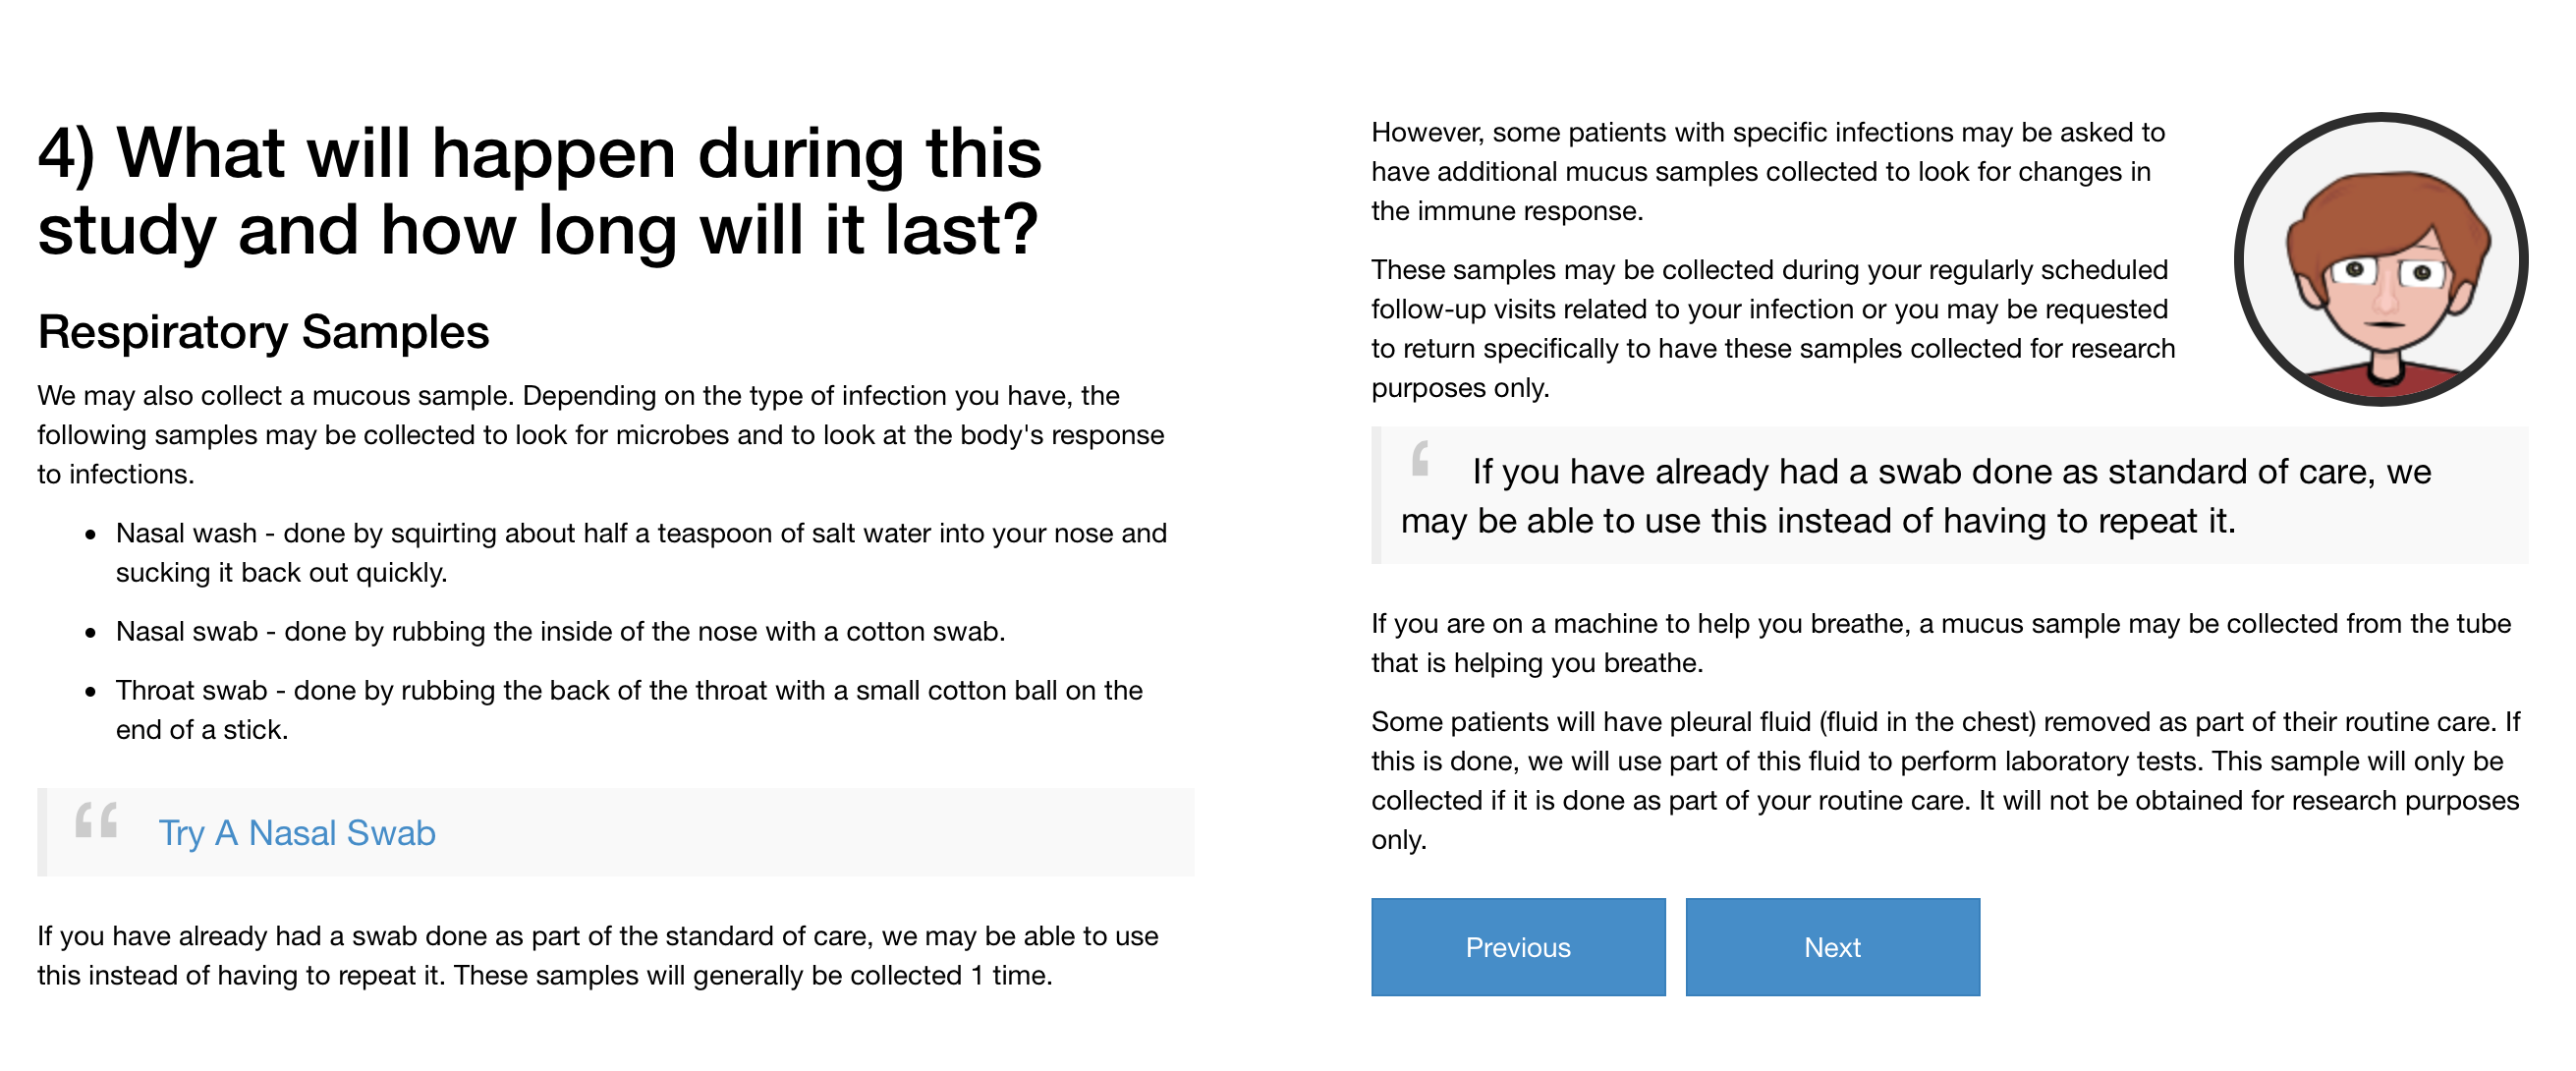 4) What will happen during this
study and how long will it last?
Respiratory Samples
We may also collect a mucous sample. Depending on the type of infection you have, the
following samples may be collected to look for microbes and to look at the body's response
to infections.
• Nasal wash - done by squirting about half a teaspoon of salt water into your nose and
sucking it back out quickly.
• Nasal swab - done by rubbing the inside of the nose with a cotton swab.
• Throat swab - done by rubbing the back of the throat with a small cotton ball on the
end of a stick.
“ Try A Nasal Swab
If you have already had a swab done as part of the standard of care, we may be able to use
this instead of having to repeat it. These samples will generally be collected 1 time.
However, some patients with specific infections may be asked to
have additional mucus samples collected to look for changes in
the immune response.
These samples may be collected during your regularly scheduled
follow-up visits related to your infection or you may be requested
to return specifically to have these samples collected for research
purposes only.
‘ If you have already had a swab done as standard of care, we
may be able to use this instead of having to repeat it.
If you are on a machine to help you breathe, a mucus sample may be collected from the tube
that is helping you breathe.
Some patients will have pleural fluid (fluid in the chest) removed as part of their routine care. If
this is done, we will use part of this fluid to perform laboratory tests. This sample will only be
collected if it is done as part of your routine care. It will not be obtained for research purposes
only.
Previous
Next